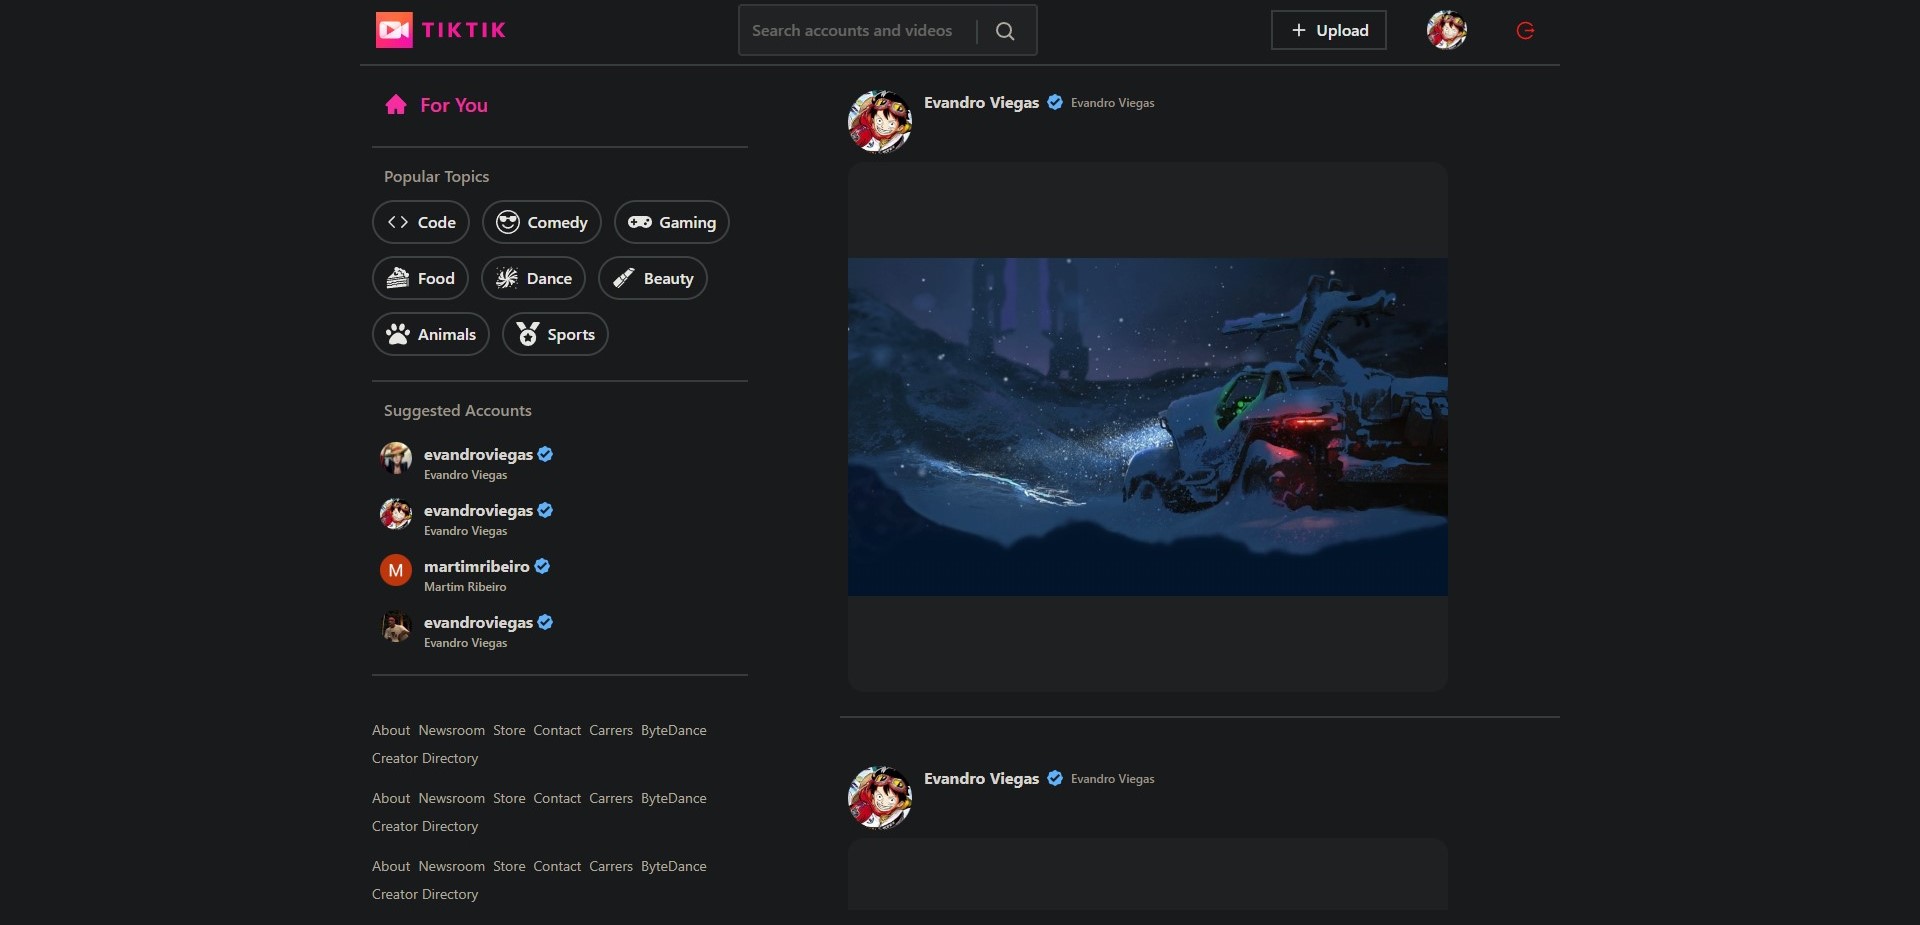 TIKTIK
Search accounts and videos
Upload
For You
Popular Topics
Code
Comedy
Gaming
Food
Dance
Beauty
Animals
Sports
Suggested Accounts
evandroviegas
Evandro Viegas
evandroviegas
Evandro Viegas
M
martimribeiro
Martim Ribeiro
evandroviegas
Evandro Viegas
About Newsroom Store Contact Carrers ByteDance
Creator Directory
About Newsroom Store Contact Carrers ByteDance
Creator Directory
About Newsroom Store Contact Carrers ByteDance
Creator Directory
Evandro Viegas Evandro Viegas
Evandro Viegas Evandro Viegas